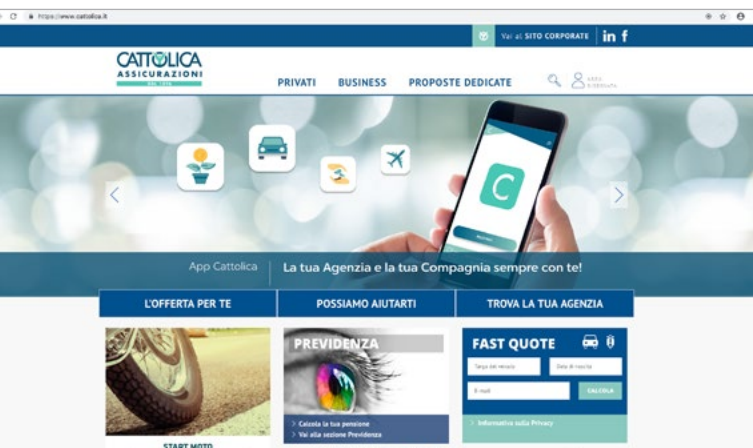 https://www.cattolica.it
Vai al SITO CORPORATE
in f
CATTOLICA
ASSICURAZIONI
PRIVATI BUSINESS PROPOSTE DEDICATE
C
App Cattolica La tua Agenzia e la tua Compagnia sempre con te!
L'OFFERTA PER TE POSSIAMO AIUTARTI TROVA LA TUA AGENZIA
PREVIDENZA
FAST QUOTE
Targa del veicolo Data di nascita
E-mail CALCOLA
> Calcola la tua pensione
> Vai alla sezione Previdenza
> Informativa sulla Privacy
START MOTO